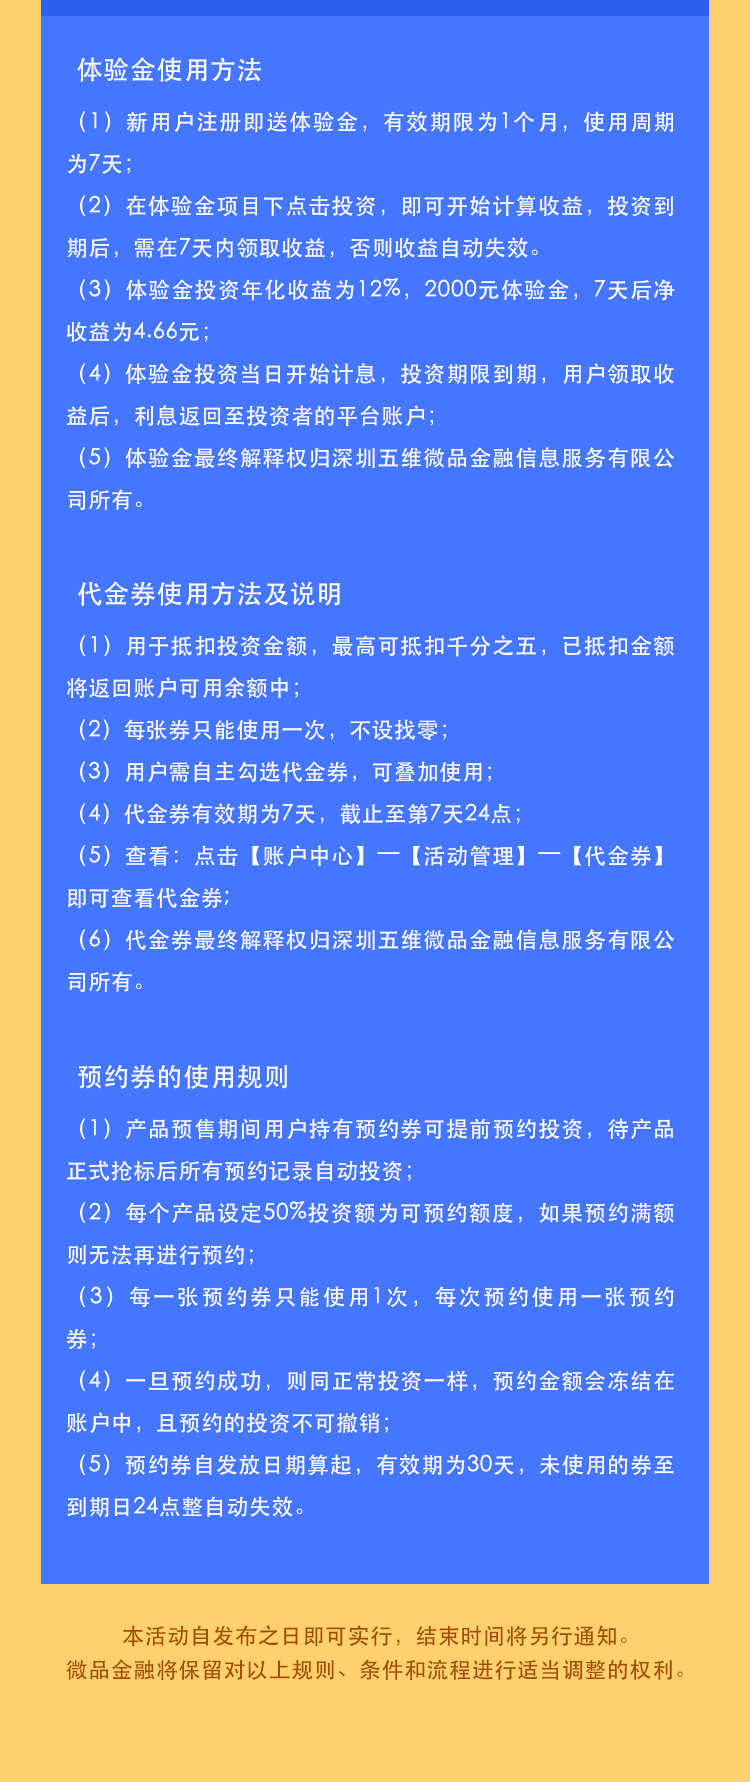 体验金使用方法
（1）新用户注册即送体验金，有效期限为1个月，使用周期
为7天；
（2）在体验金项目下点击投资，即可开始计算收益，投资到
期后，需在7天内领取收益，否则收益自动失效。
（3）体验金投资年化收益为12%，2000元体验金，7天后净
收益为4.66元；
（4）体验金投资当日开始计息，投资期限到期，用户领取收
益后，利息返回至投资者的平台账户；
（5）体验金最终解释权归深圳五维微品金融信息服务有限公
司所有。
代金券使用方法及说明
（1）用于抵扣投资金额，最高可抵扣千分之五，已抵扣金额
将返回账户可用余额中；
（2）每张券只能使用一次，不设找零；
（3）用户需自主勾选代金券，可叠加使用；
（4）代金券有效期为7天，截止至第7天24点；
（5）查看：点击【账户中心】—【活动管理】—【代金券】
即可查看代金券;
（6）代金券最终解释权归深圳五维微品金融信息服务有限公
司所有。
预约券的使用规则
（1）产品预售期间用户持有预约券可提前预约投资，待产品
正式抢标后所有预约记录自动投资；
（2）每个产品设定50%投资额为可预约额度，如果预约满额
则无法再进行预约；
（3）每一张预约券只能使用1次，每次预约使用一张预约
券；
（4）一旦预约成功，则同正常投资一样，预约金额会冻结在
账户中，且预约的投资不可撤销；
（5）预约券自发放日期算起，有效期为30天，未使用的券至
到期日24点整自动失效。
本活动自发布之日即可实行，结束时间将另行通知。
微品金融将保留对以上规则、条件和流程进行适当调整的权利。